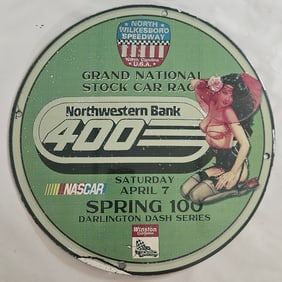 NORTH
WILKESBORO
SPEEDWAY
North Carolina
U.S.A.
GRAND NATIONAL
STOCK CAR RAC
Northwestern Bank
400
SATURDAY
NASCAR
APRIL 7
SPRING 100
DARLINGTON DASH SERIES
Winston